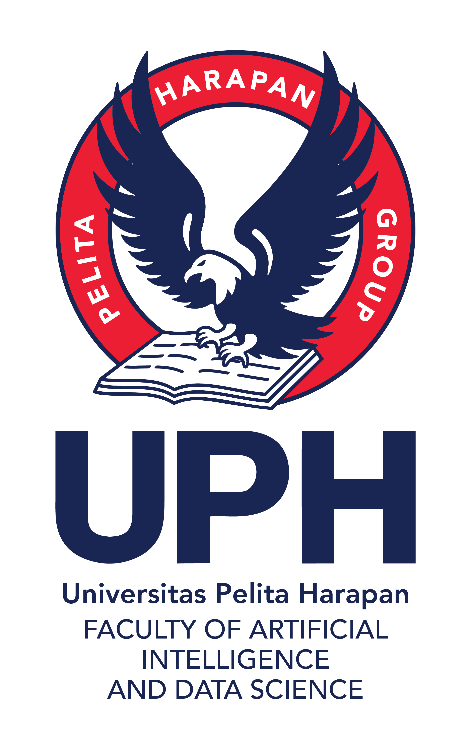 PELITA HARAPAN GROUP
UPH
Universitas Pelita Harapan
FACULTY OF ARTIFICIAL
INTELLIGENCE
AND DATA SCIENCE